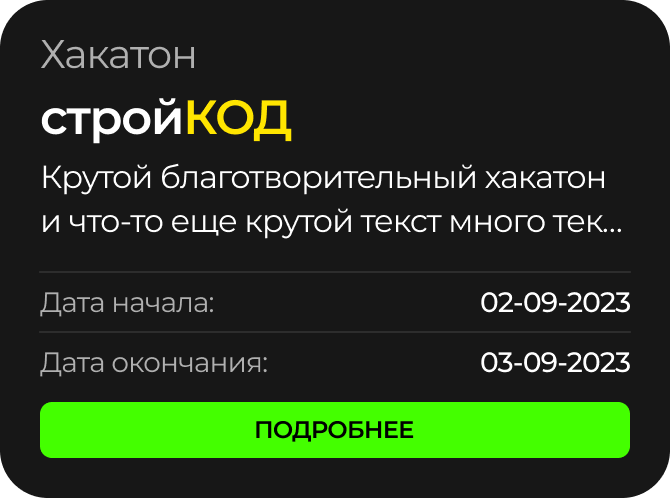 Хакатон
стройКОД
Крутой благотворительный хакатон
и что-то еще крутой текст много тек...
Дата начала: 02-09-2023
Дата окончания: 03-09-2023
ПОДРОБНЕЕ